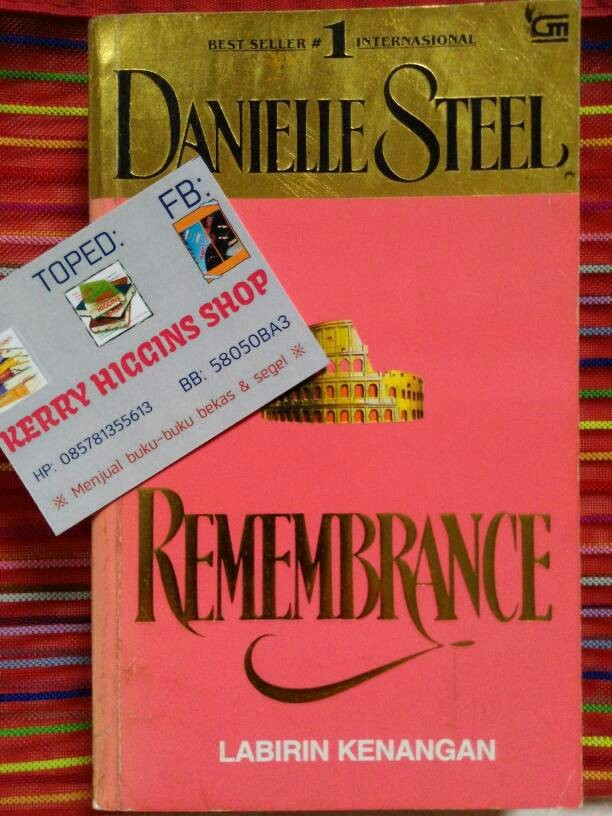 BEST SELLER #1 INTERNASIONAL
GM
DANIELLE STEEL
TOPED: FB:
KERRY HIGGINS SHOP
HP: 085781355613 BB: 58050BA3
※ Menjual buku-buku bekas & segel ※
REMEMBRANCE
LABIRIN KENANGAN